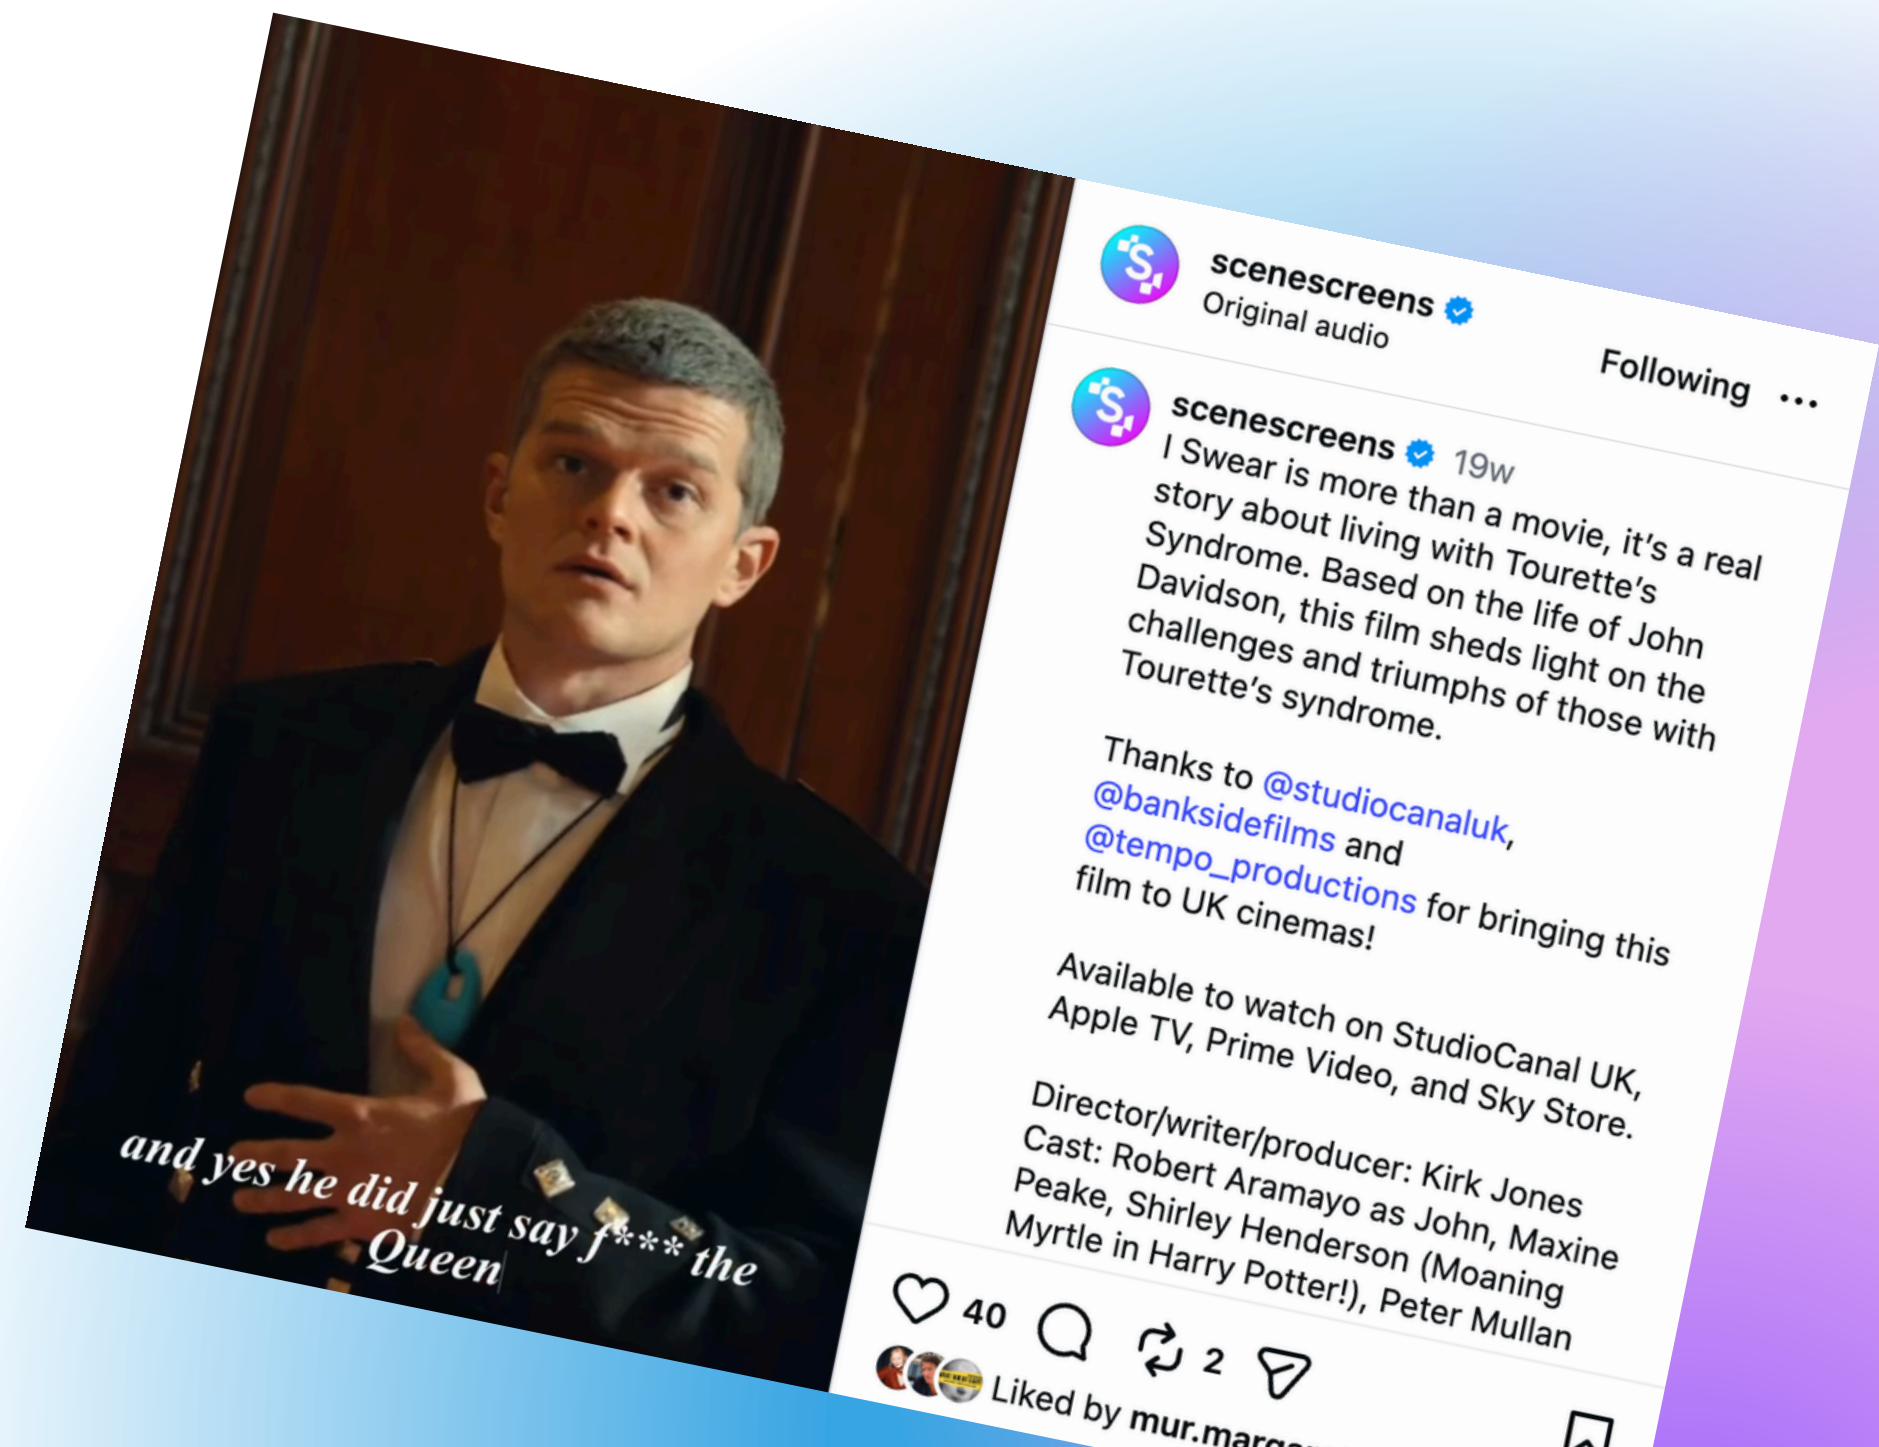 and yes he did just say f*** the
Queen
scenescreens
Original audio
Following
scenescreens 19w
I Swear is more than a movie, it’s a real
story about living with Tourette’s
Syndrome. Based on the life of John
Davidson, this film sheds light on the
challenges and triumphs of those with
Tourette’s syndrome.
Thanks to @studiocanaluk,
@banksidefilms and
@tempo_productions for bringing this
film to UK cinemas!
Available to watch on StudioCanal UK,
Apple TV, Prime Video, and Sky Store.
Director/writer/producer: Kirk Jones
Cast: Robert Aramayo as John, Maxine
Peake, Shirley Henderson (Moaning
Myrtle in Harry Potter!), Peter Mullan
40
2
Liked by